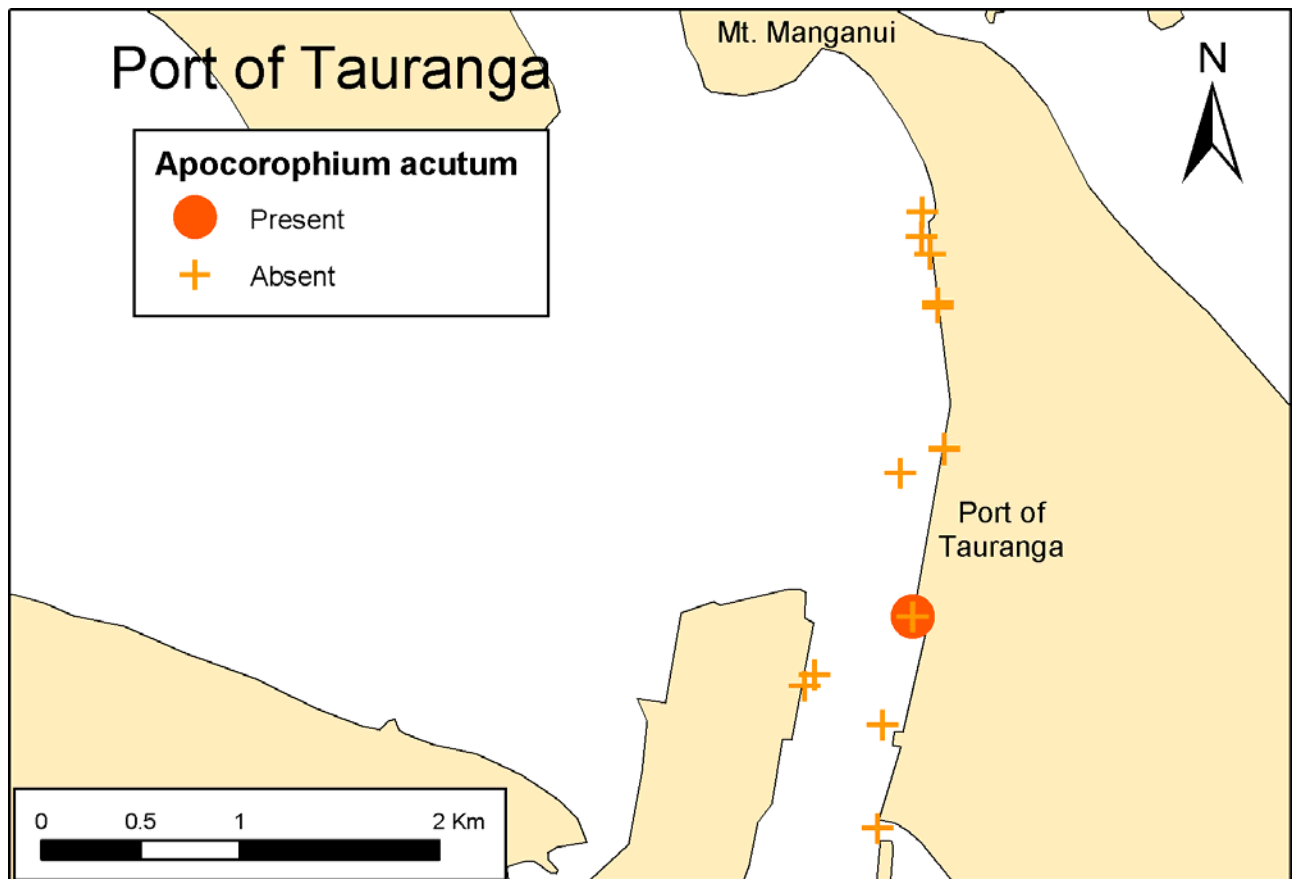 Mt. Manganui
Port of Tauranga
N
Apocorophium acutum
Present
Absent
Port of
Tauranga
0 0.5 1 2 Km